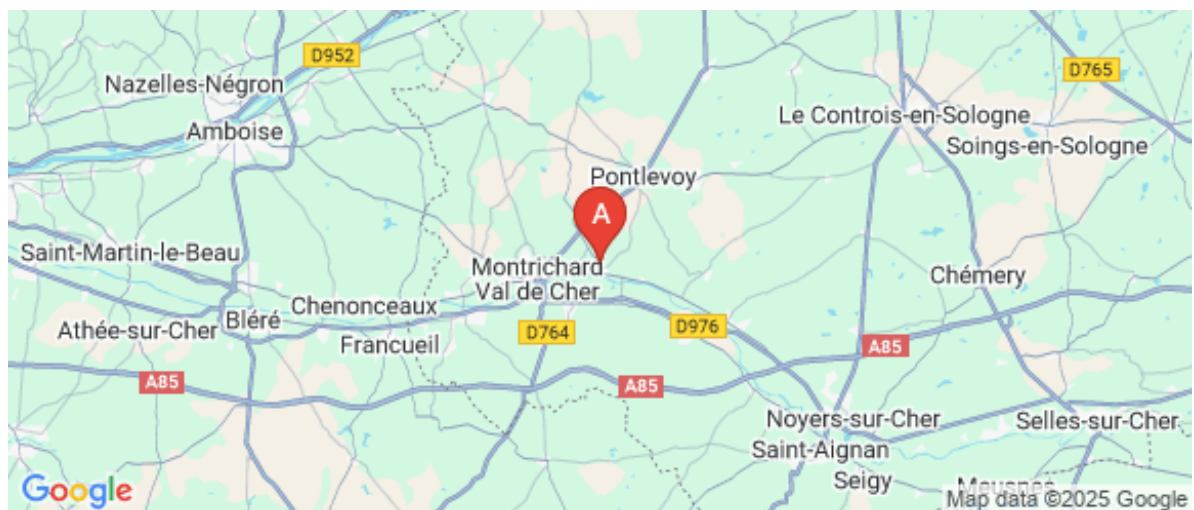 D952
Nazelles-Négron
D765
Amboise
Le Controis-en-Sologne
Soings-en-Sologne
Pontlevoy
A
Saint-Martin-le-Beau
Montrichard
Val de Cher
Chémery
Chenonceaux
Bléré
Athée-sur-Cher
Francueil
D764
D976
A85
A85
A85
Noyers-sur-Cher
Selles-sur-Cher
Saint-Aignan
Seigy
Meusnes
Google
Map data ©2025 Google